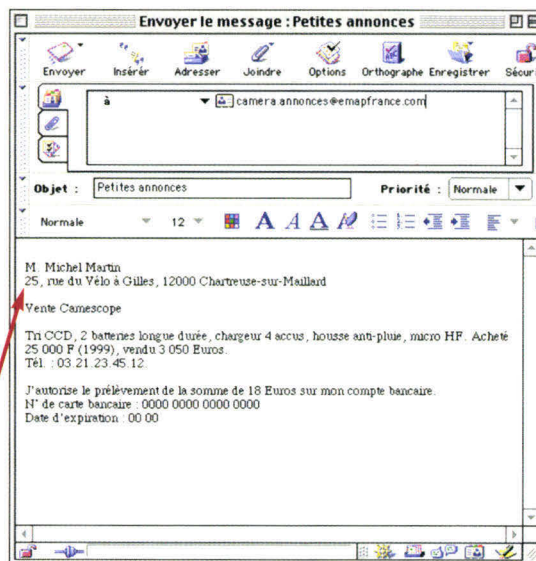 Envoyer le message : Petites annonces
Envoyer Insérer Adresser Joindre Options Orthographe Enregistrer
à camera.annonces@emapfrance.com
Objet : Petites annonces Priorité : Normale
Normale 12 A A A
M. Michel Martin
25, rue du Vélo à Gilles, 12000 Chartreuse-sur-Maillard
Vente Camescope
Tri CCD, 2 batteries longue durée, chargeur 4 accus, housse anti-pluie, micro HF. Acheté
25 000 F (1999), vendu 3 050 Euros.
Tél. : 03.21.23.45.12.
J'autorise le prélèvement de la somme de 18 Euros sur mon compte bancaire.
N° de carte bancaire : 0000 0000 0000 0000
Date d'expiration : 00 00